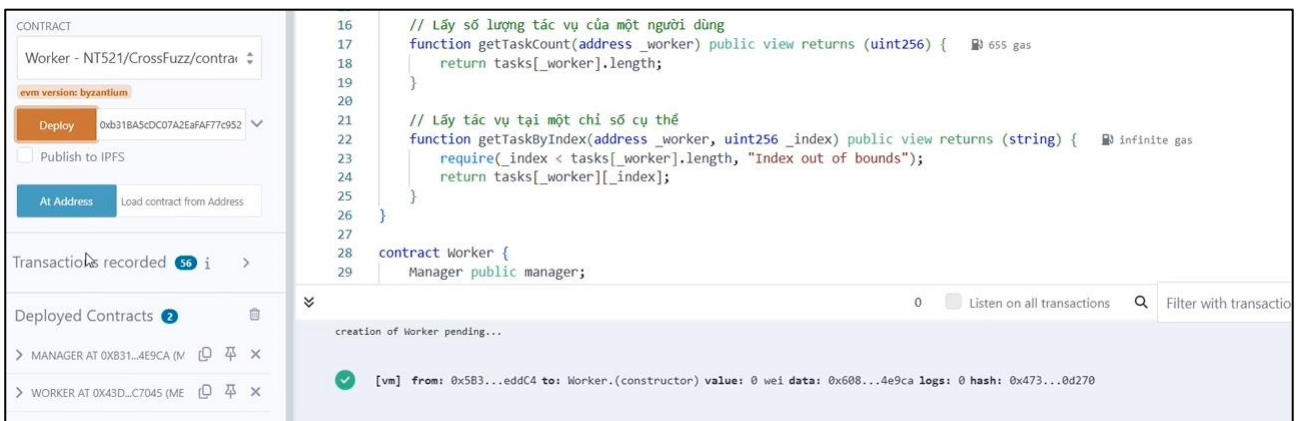 CONTRACT
Worker - NT521/CrossFuzz/contra
evm version: byzantium
Deploy 0xb31BA5cDC07A2EaFAF77c952
Publish to IPFS
At Address Load contract from Address
Transactions recorded 56 i
Deployed Contracts 2
MANAGER AT 0XB31...4E9CA (M
WORKER AT 0X43D...C7045 (ME
16 // Lấy số lượng tác vụ của một người dùng
17 function getTaskCount(address _worker) public view returns (uint256) { 655 gas
18 return tasks[_worker].length;
19 }
20
21 // Lấy tác vụ tại một chỉ số cụ thể
22 function getTaskByIndex(address _worker, uint256 _index) public view returns (string) { infinite gas
23 require(_index < tasks[_worker].length, "Index out of bounds");
24 return tasks[_worker][_index];
25 }
26 }
27
28 contract Worker {
29 Manager public manager;
0 Listen on all transactions Filter with transactio
creation of Worker pending...
[vm] from: 0x5B3...eddC4 to: Worker.(constructor) value: 0 wei data: 0x608...4e9ca logs: 0 hash: 0x473...0d270